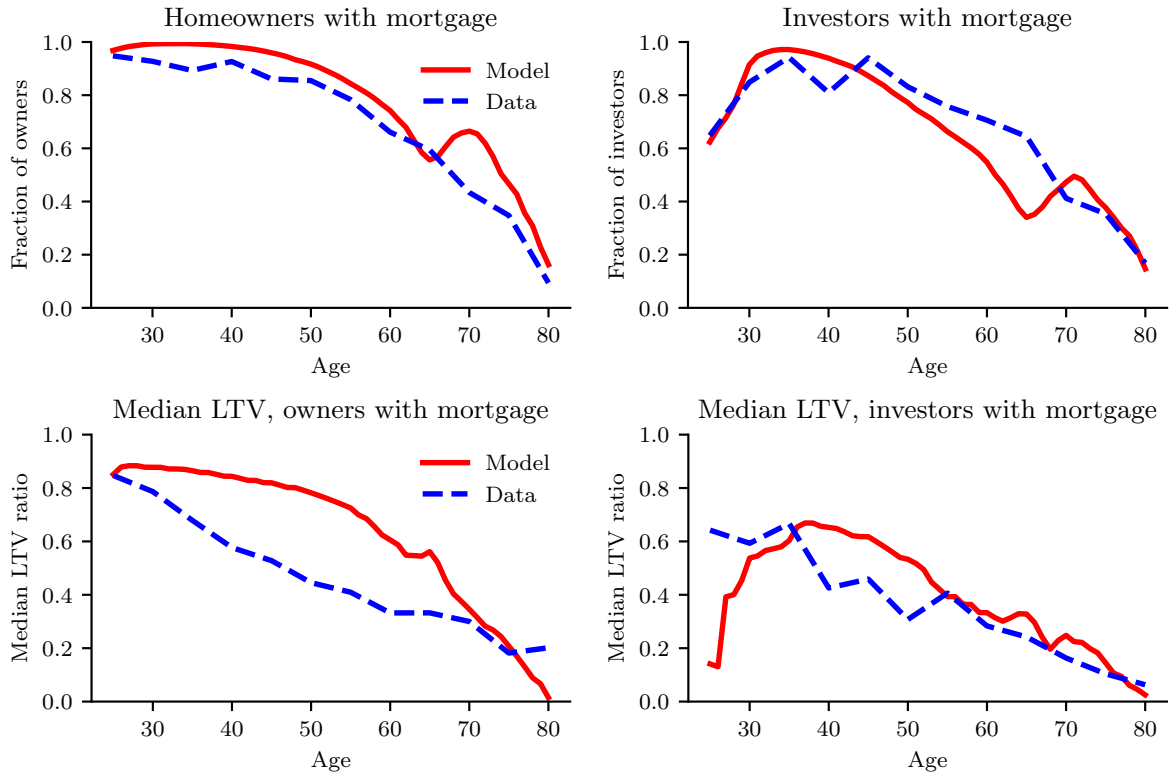 Homeowners with mortgage
Fraction of owners
1.0
0.8
0.6
0.4
0.2
0.0
Model
Data
30 40 50 60 70 80
Age
Investors with mortgage
Fraction of investors
1.0
0.8
0.6
0.4
0.2
0.0
30 40 50 60 70 80
Age
Median LTV, owners with mortgage
Median LTV ratio
1.0
0.8
0.6
0.4
0.2
0.0
Model
Data
30 40 50 60 70 80
Age
Median LTV, investors with mortgage
Median LTV ratio
1.0
0.8
0.6
0.4
0.2
0.0
30 40 50 60 70 80
Age